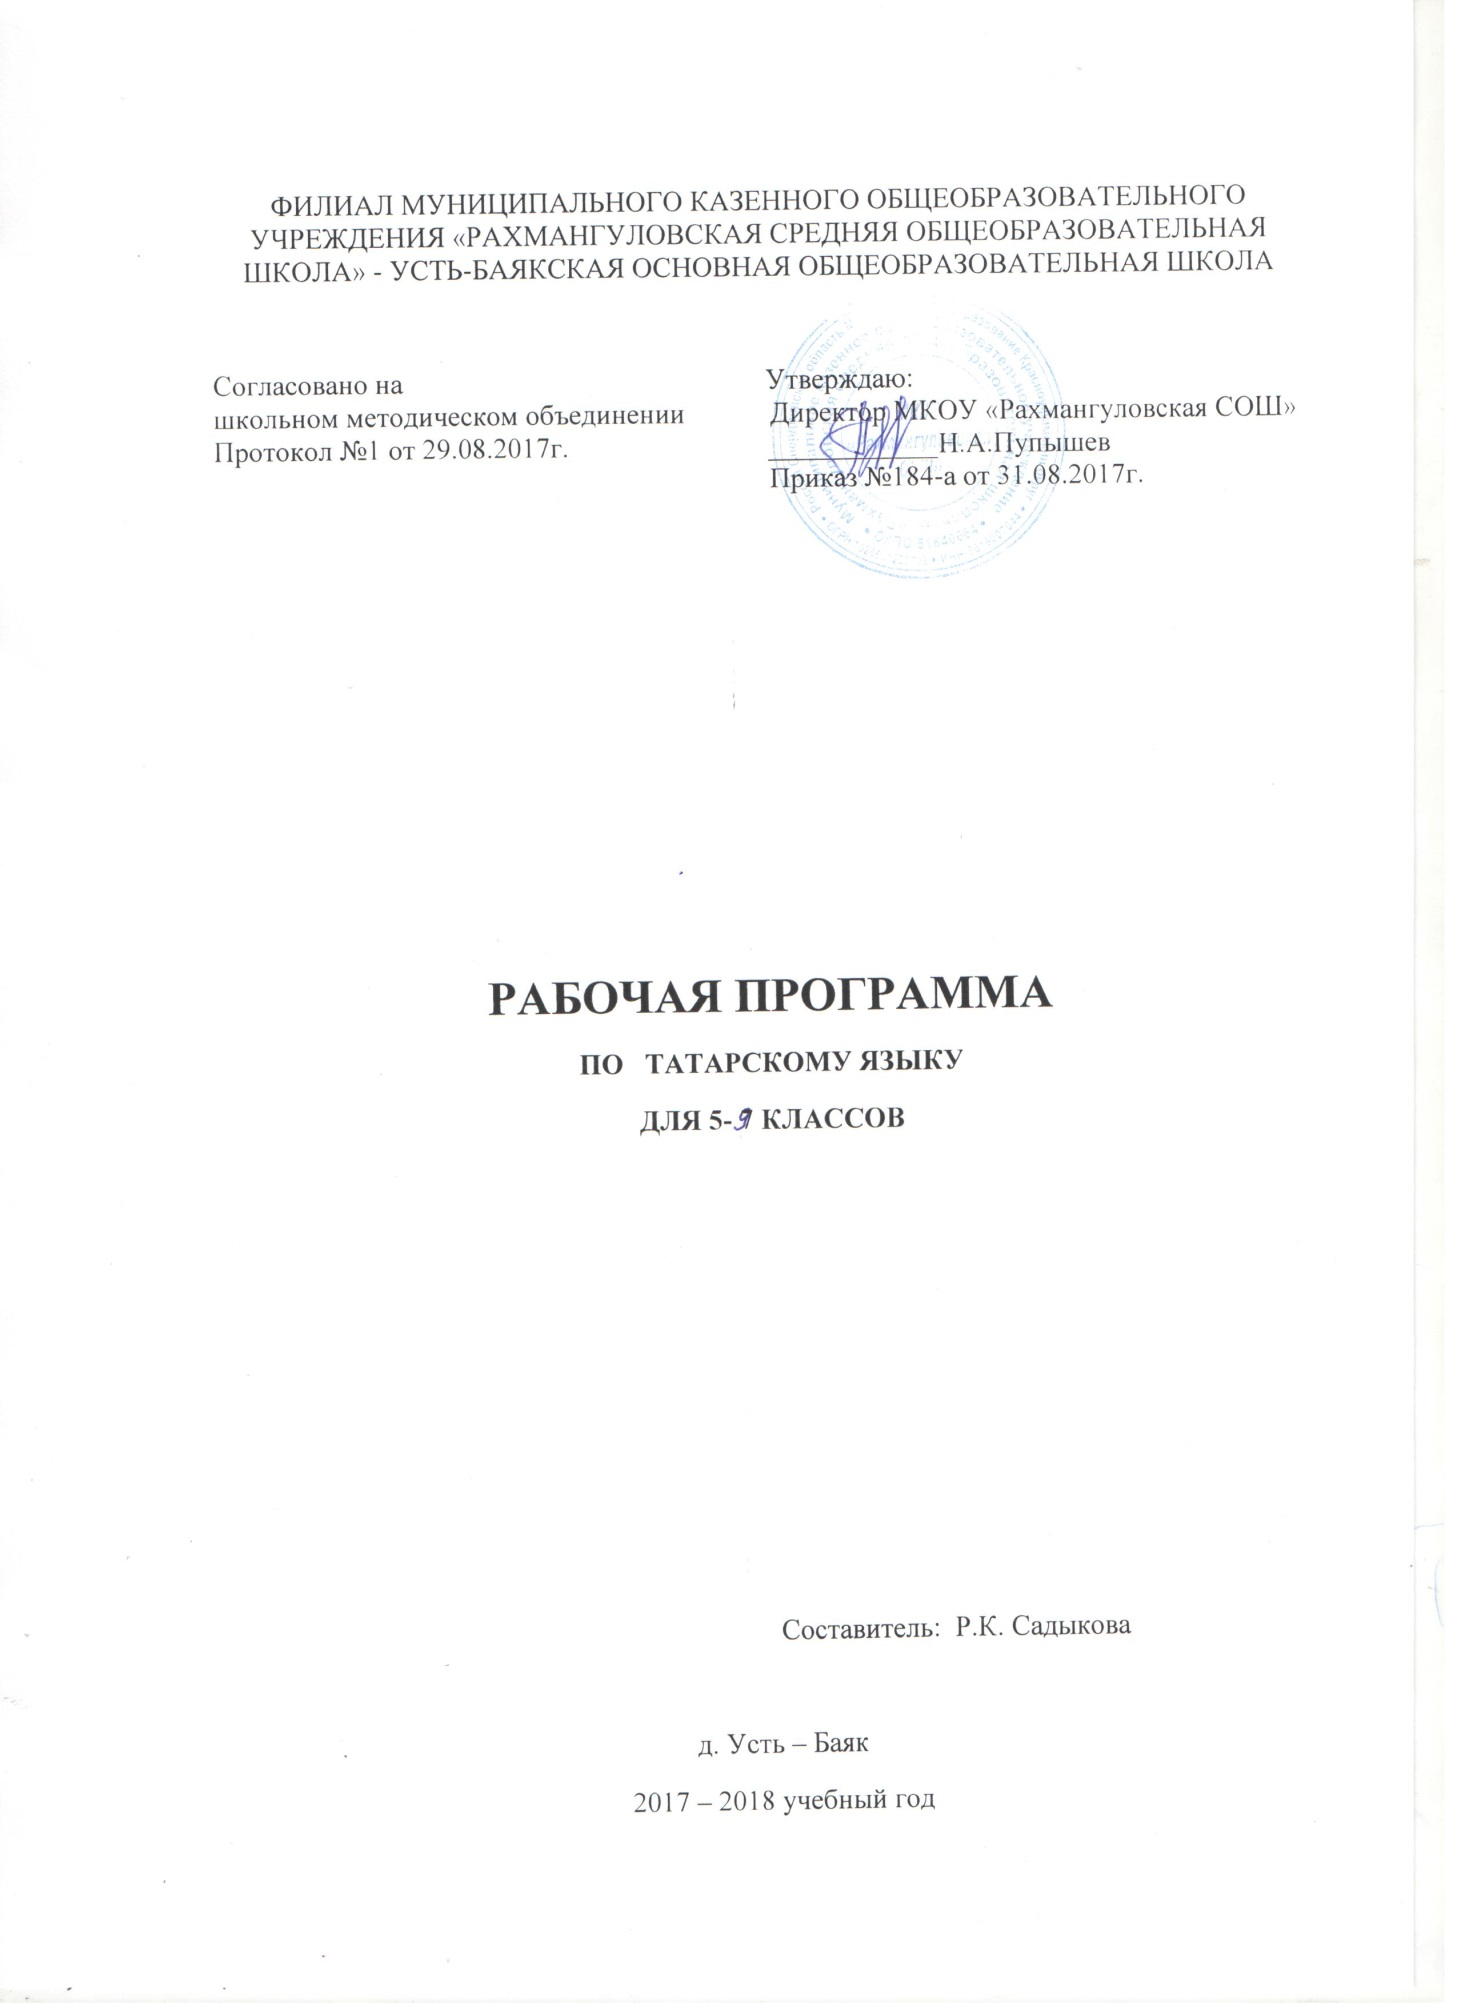 ФИЛИАЛ МУНИЦИПАЛЬНОГО КАЗЕННОГО ОБЩЕОБРАЗОВАТЕЛЬНОГО
УЧРЕЖДЕНИЯ «РАХМАНГУЛОВСКАЯ СРЕДНЯЯ ОБЩЕОБРАЗОВАТЕЛЬНАЯ
ШКОЛА» - УСТЬ-БАЯКСКАЯ ОСНОВНАЯ ОБЩЕОБРАЗОВАТЕЛЬНАЯ ШКОЛА
Согласовано на
школьном методическом объединении
Протокол №1 от 29.08.2017г.
Утверждаю:
Директор МКОУ «Рахмангуловская СОШ»
____________Н.А.Пупышев
Приказ №184-а от 31.08.2017г.
РАБОЧАЯ ПРОГРАММА
ПО ТАТАРСКОМУ ЯЗЫКУ
ДЛЯ 5-9 КЛАССОВ
Составитель: Р.К. Садыкова
д. Усть – Баяк
2017 – 2018 учебный год